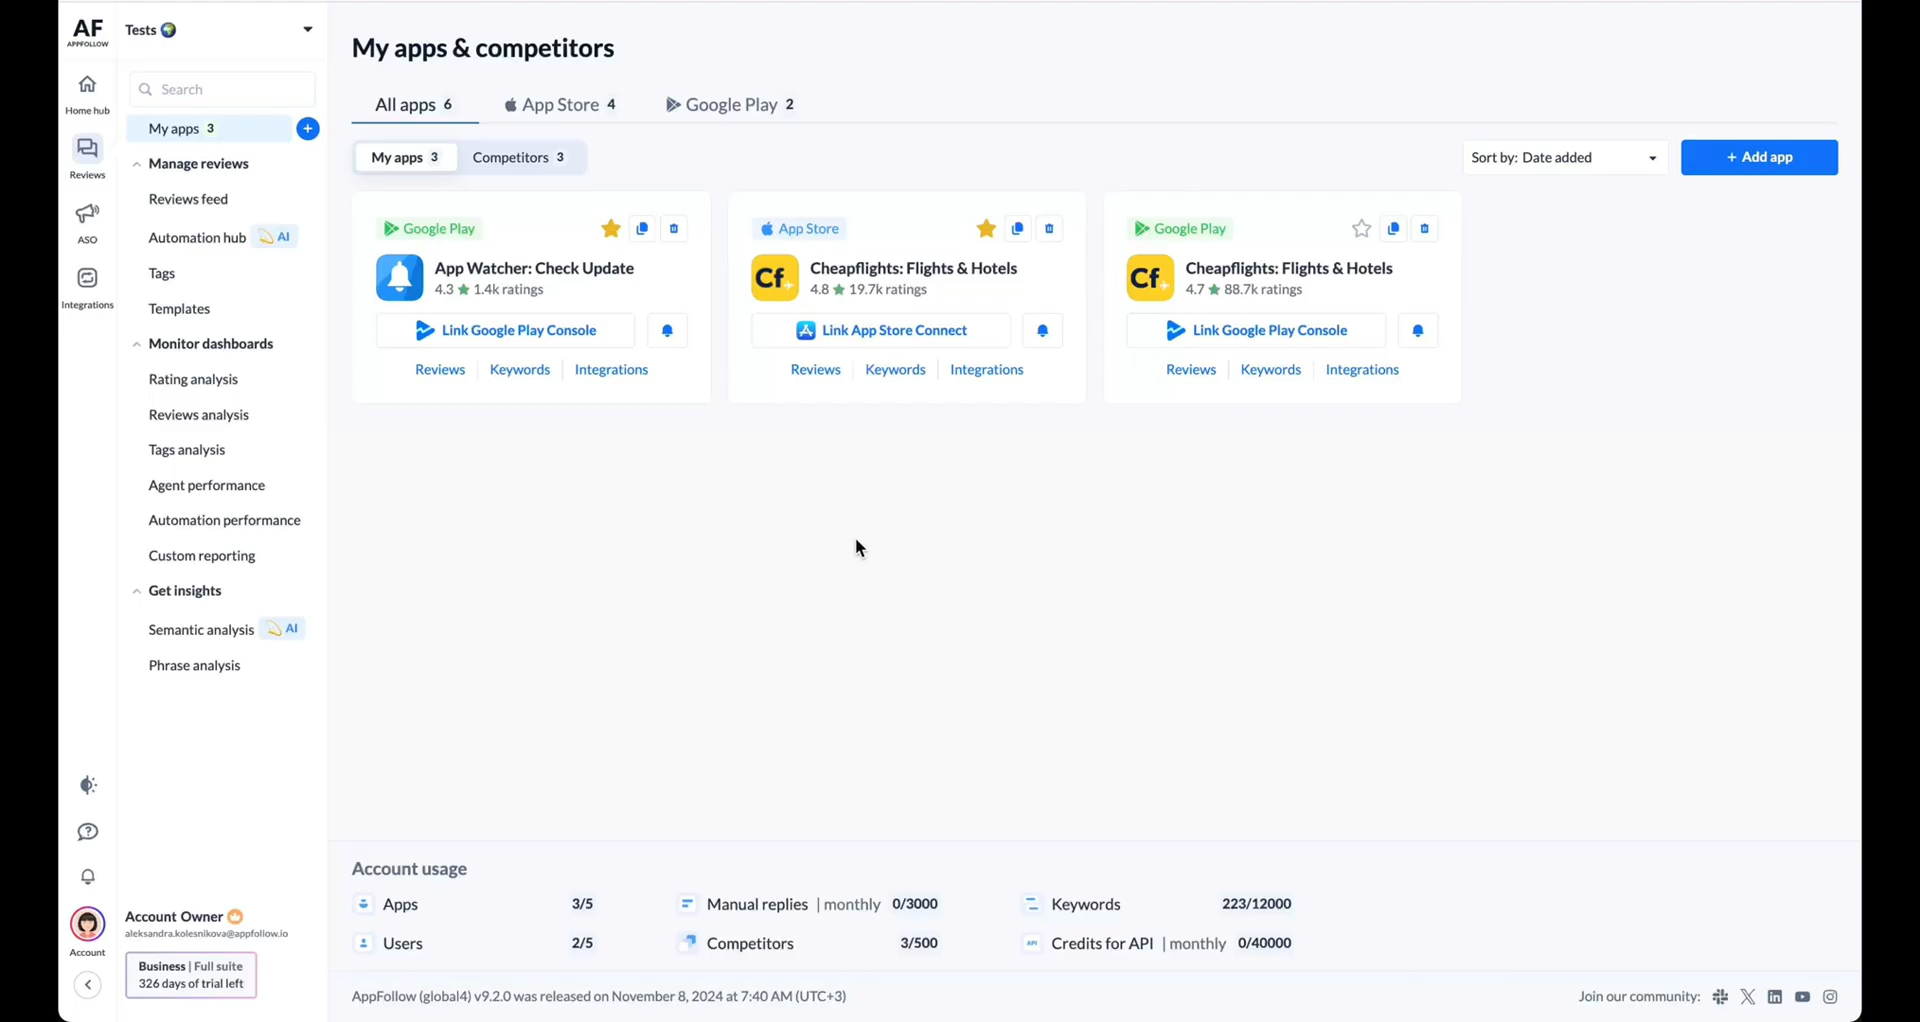 AF
APPFOLLOW
Home hub
Reviews
ASO
Integrations
Account
Tests
Search
My apps 3
+
Manage reviews
Reviews feed
Automation hub AI
Tags
Templates
Monitor dashboards
Rating analysis
Reviews analysis
Tags analysis
Agent performance
Automation performance
Custom reporting
Get insights
Semantic analysis AI
Phrase analysis
Account Owner
aleksandra.kolesnikova@appfollow.io
Business | Full suite
326 days of trial left
My apps & competitors
All apps 6 App Store 4 Google Play 2
My apps 3 Competitors 3
Sort by: Date added
+ Add app
Google Play
App Watcher: Check Update
4.3 ★ 1.4k ratings
Link Google Play Console
Reviews | Keywords | Integrations
App Store
Cf
Cheapflights: Flights & Hotels
4.8 ★ 19.7k ratings
Link App Store Connect
Reviews | Keywords | Integrations
Google Play
Cf
Cheapflights: Flights & Hotels
4.7 ★ 88.7k ratings
Link Google Play Console
Reviews | Keywords | Integrations
Account usage
Apps 3/5
Manual replies | monthly 0/3000
Keywords 223/12000
Users 2/5
Competitors 3/500
API Credits for API | monthly 0/40000
AppFollow (global4) v9.2.0 was released on November 8, 2024 at 7:40 AM (UTC+3)
Join our community: